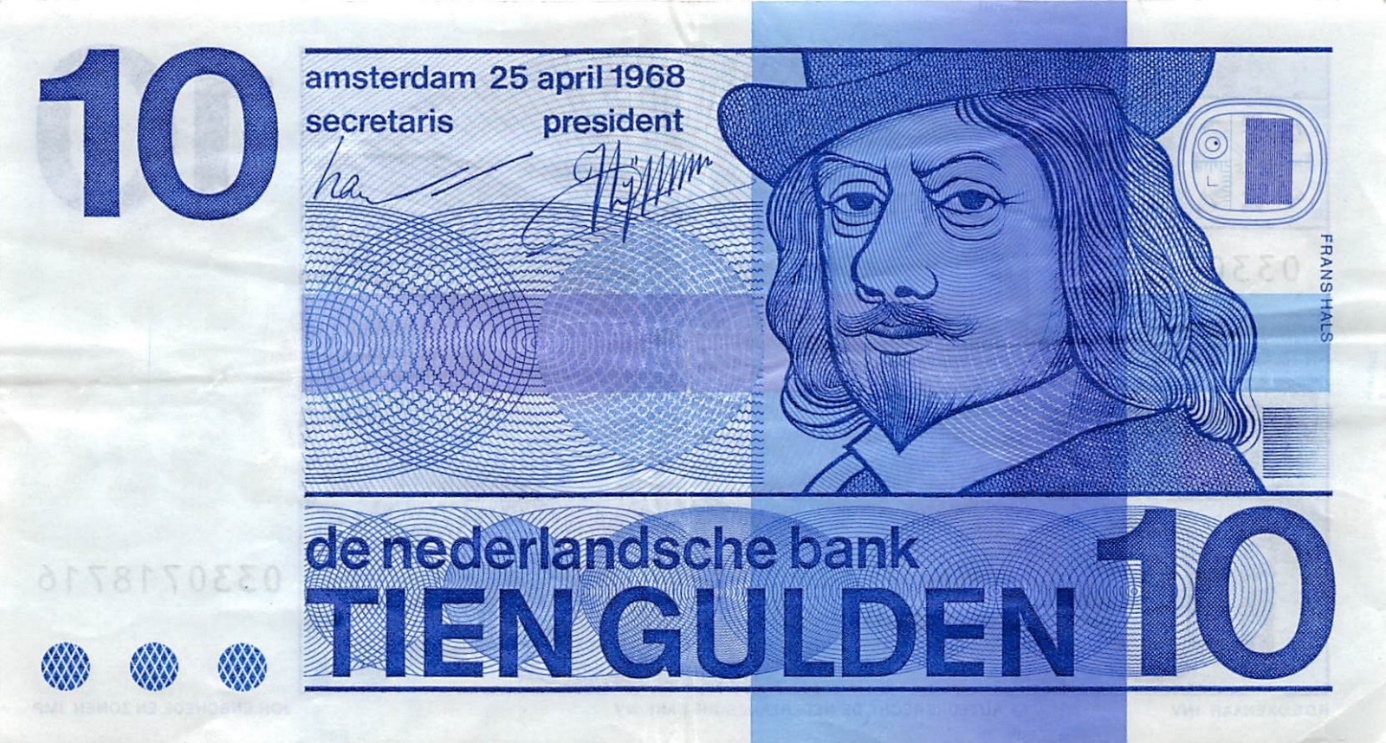 10
amsterdam 25 april 1968
secretaris president
FRANS HALS
0330718716
de nederlandsche bank
TIEN GULDEN 10